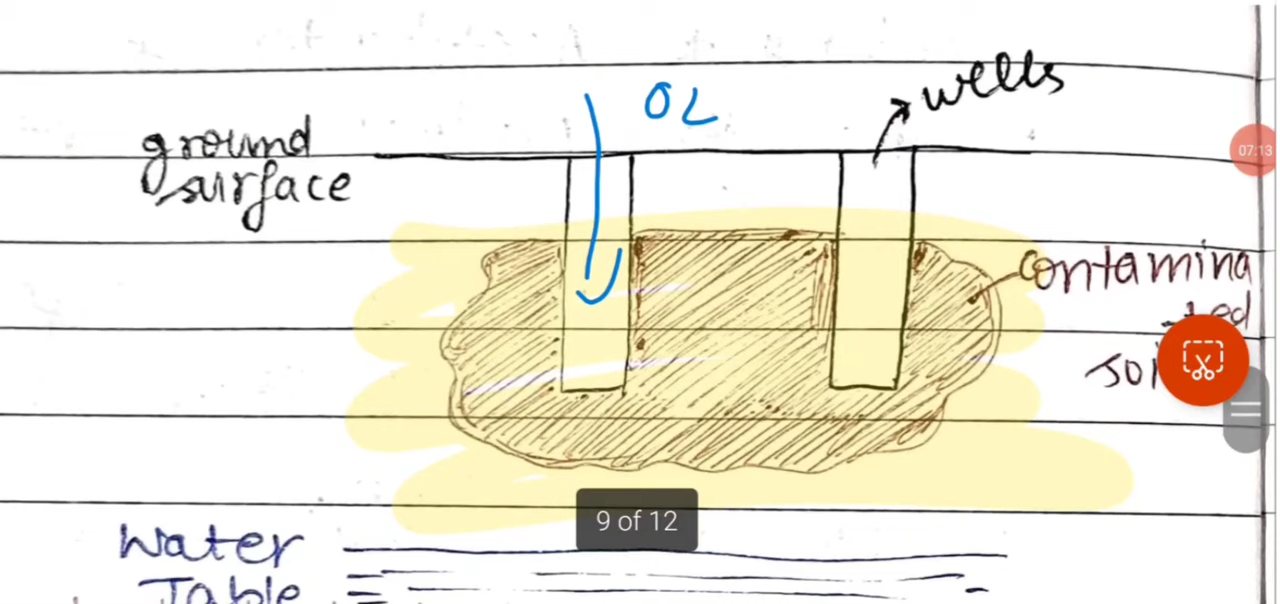 wells
O2
07:13
ground
surface
contamina
ted
soi
9 of 12
Water
Table